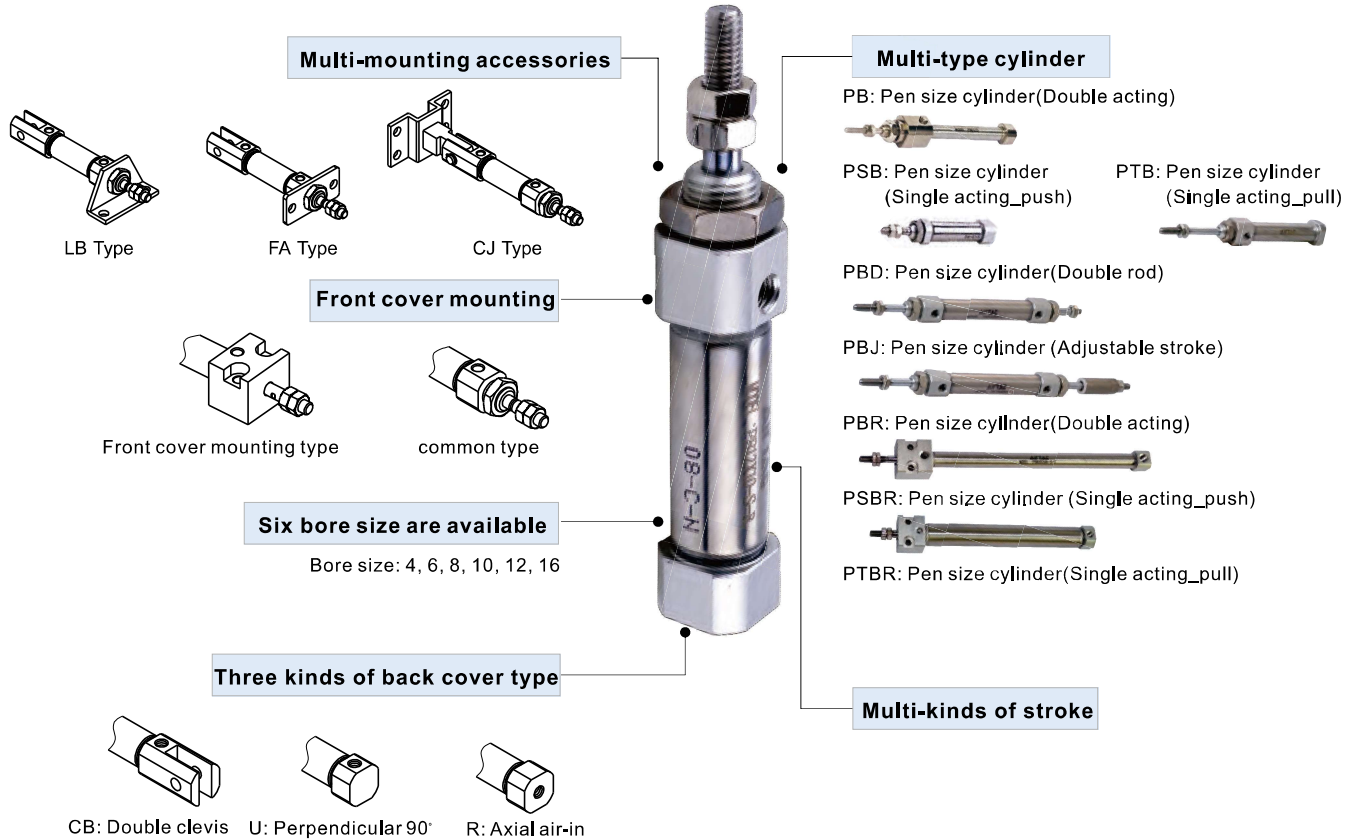 Multi-mounting accessories
LB Type
FA Type
CJ Type
Front cover mounting
Front cover mounting type
common type
Six bore size are available
Bore size: 4, 6, 8, 10, 12, 16
Three kinds of back cover type
CB: Double clevis
U: Perpendicular 90°
R: Axial air-in
Multi-type cylinder
PB: Pen size cylinder(Double acting)
PSB: Pen size cylinder
(Single acting_push)
PTB: Pen size cylinder
(Single acting_pull)
PBD: Pen size cylinder(Double rod)
PBJ: Pen size cylinder (Adjustable stroke)
PBR: Pen size cylinder(Double acting)
PSBR: Pen size cylinder (Single acting_push)
PTBR: Pen size cylinder(Single acting_pull)
Multi-kinds of stroke